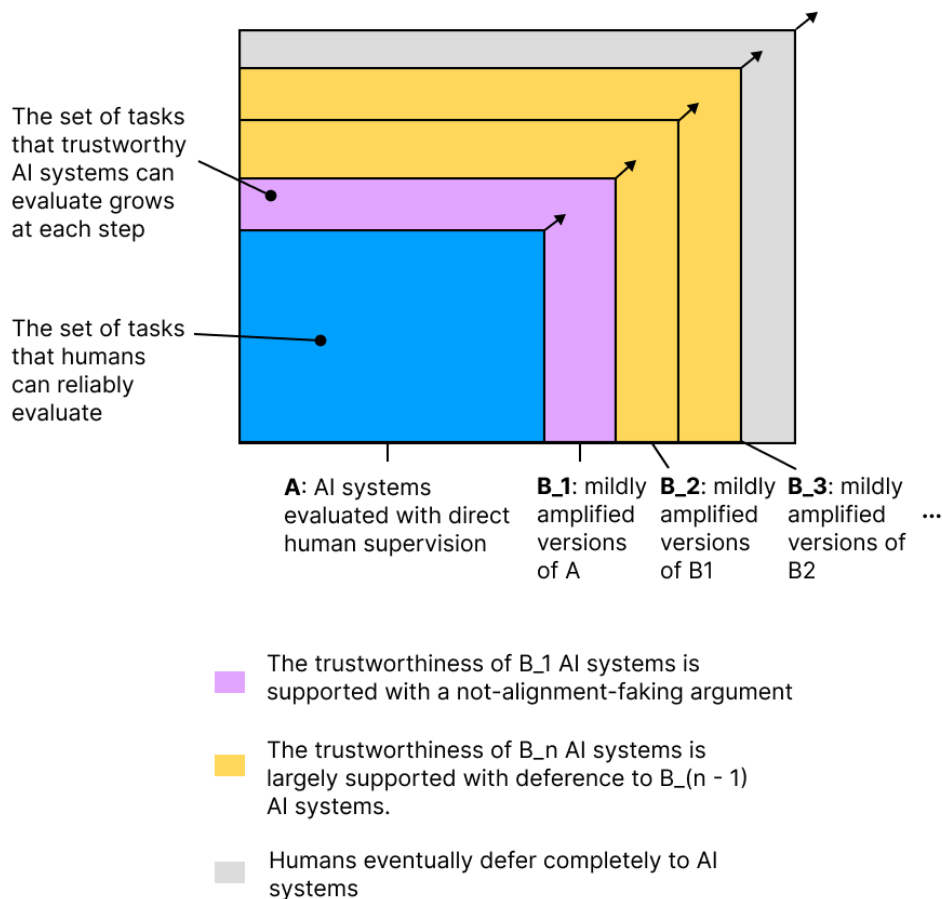 The set of tasks
that trustworthy
AI systems can
evaluate grows
at each step
The set of tasks
that humans
can reliably
evaluate
A: AI systems
evaluated with direct
human supervision
B_1: mildly
amplified
versions
of A
B_2: mildly
amplified
versions
of B1
B_3: mildly
amplified
versions of
B2
...
The trustworthiness of B_1 AI systems is
supported with a not-alignment-faking argument
The trustworthiness of B_n AI systems is
largely supported with deference to B_(n - 1)
AI systems.
Humans eventually defer completely to AI
systems